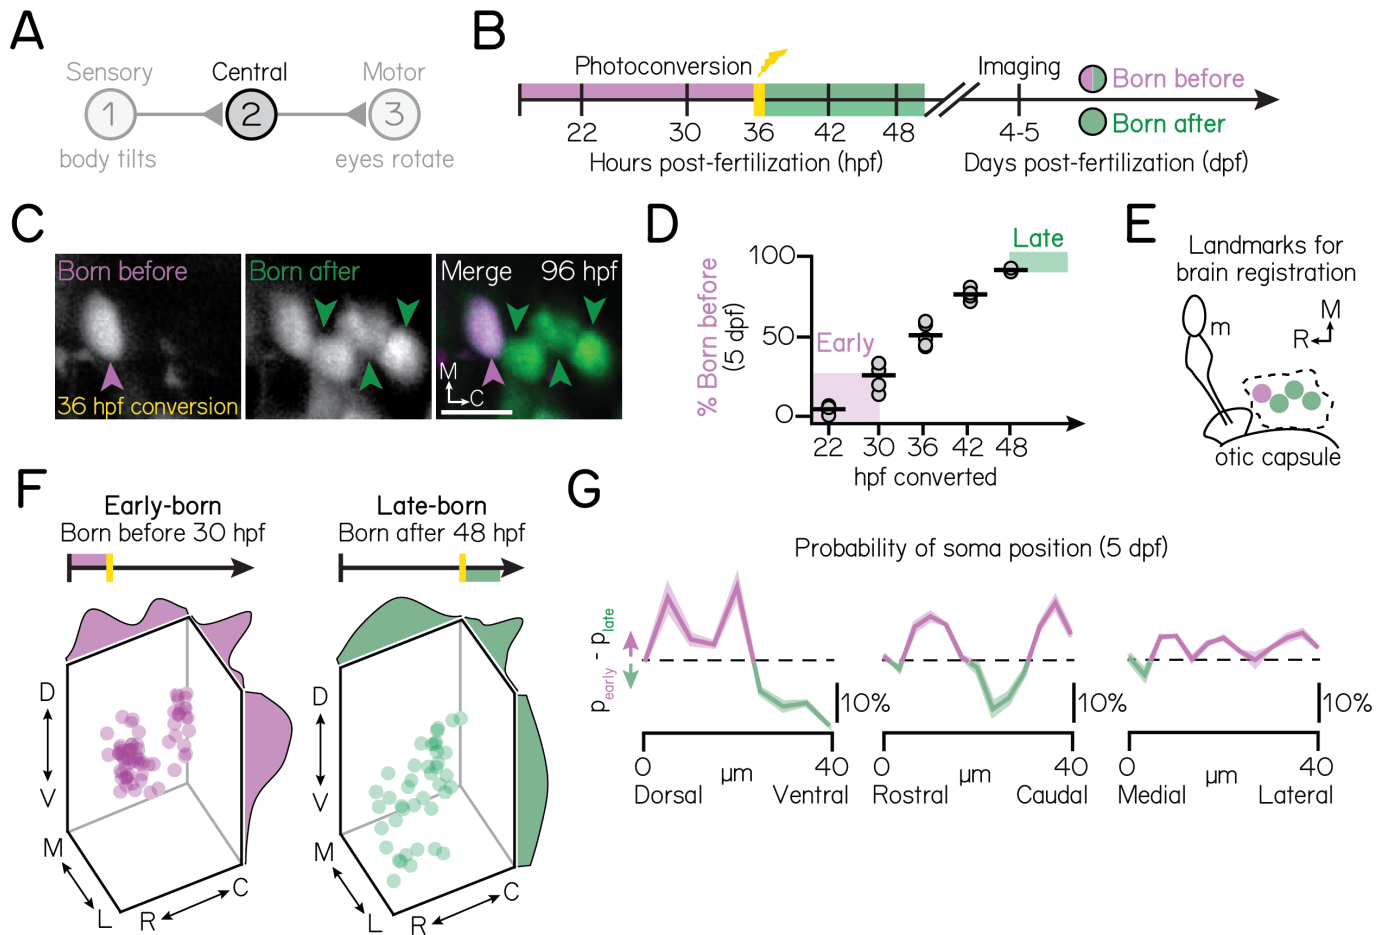 A
Sensory
Central
Motor
1
2
3
body tilts
eyes rotate
B
Photoconversion
Imaging
Born before
Born after
22
30
36
42
48
4-5
Hours post-fertilization (hpf)
Days post-fertilization (dpf)
C
Born before
36 hpf conversion
Born after
Merge
96 hpf
M
C
D
% Born before
(5 dpf)
100
50
0
Early
Late
22
30
36
42
48
hpf converted
E
Landmarks for
brain registration
m
M
R
otic capsule
F
Early-born
Born before 30 hpf
Late-born
Born after 48 hpf
D
V
M
L
R
C
D
V
M
L
R
C
G
Probability of soma position (5 dpf)
pearly - plate
10%
10%
10%
0
µm
40
Dorsal
Ventral
0
µm
40
Rostral
Caudal
0
µm
40
Medial
Lateral